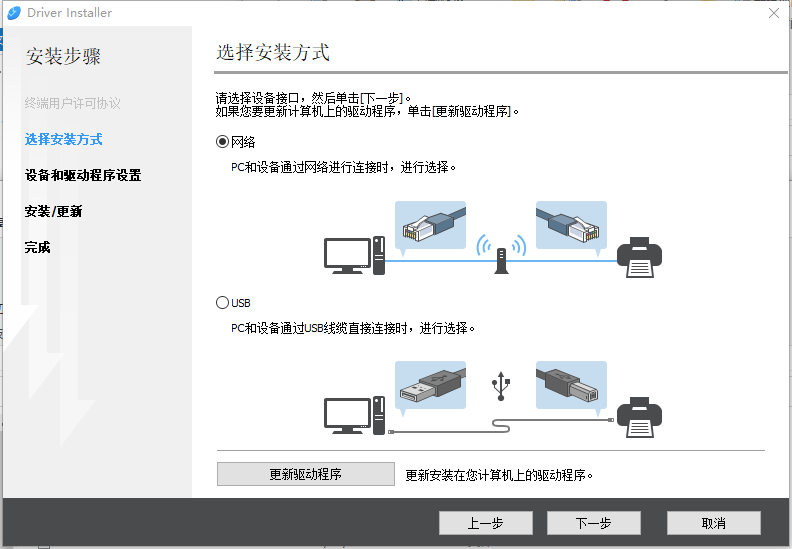 Driver Installer
安装步骤
终端用户许可协议
选择安装方式
设备和驱动程序设置
安装/更新
完成
选择安装方式
请选择设备接口，然后单击[下一步]。
如果您要更新计算机上的驱动程序，单击[更新驱动程序]。
网络
PC和设备通过网络进行连接时，进行选择。
USB
PC和设备通过USB线缆直接连接时，进行选择。
更新驱动程序
更新安装在您计算机上的驱动程序。
上一步
下一步
取消